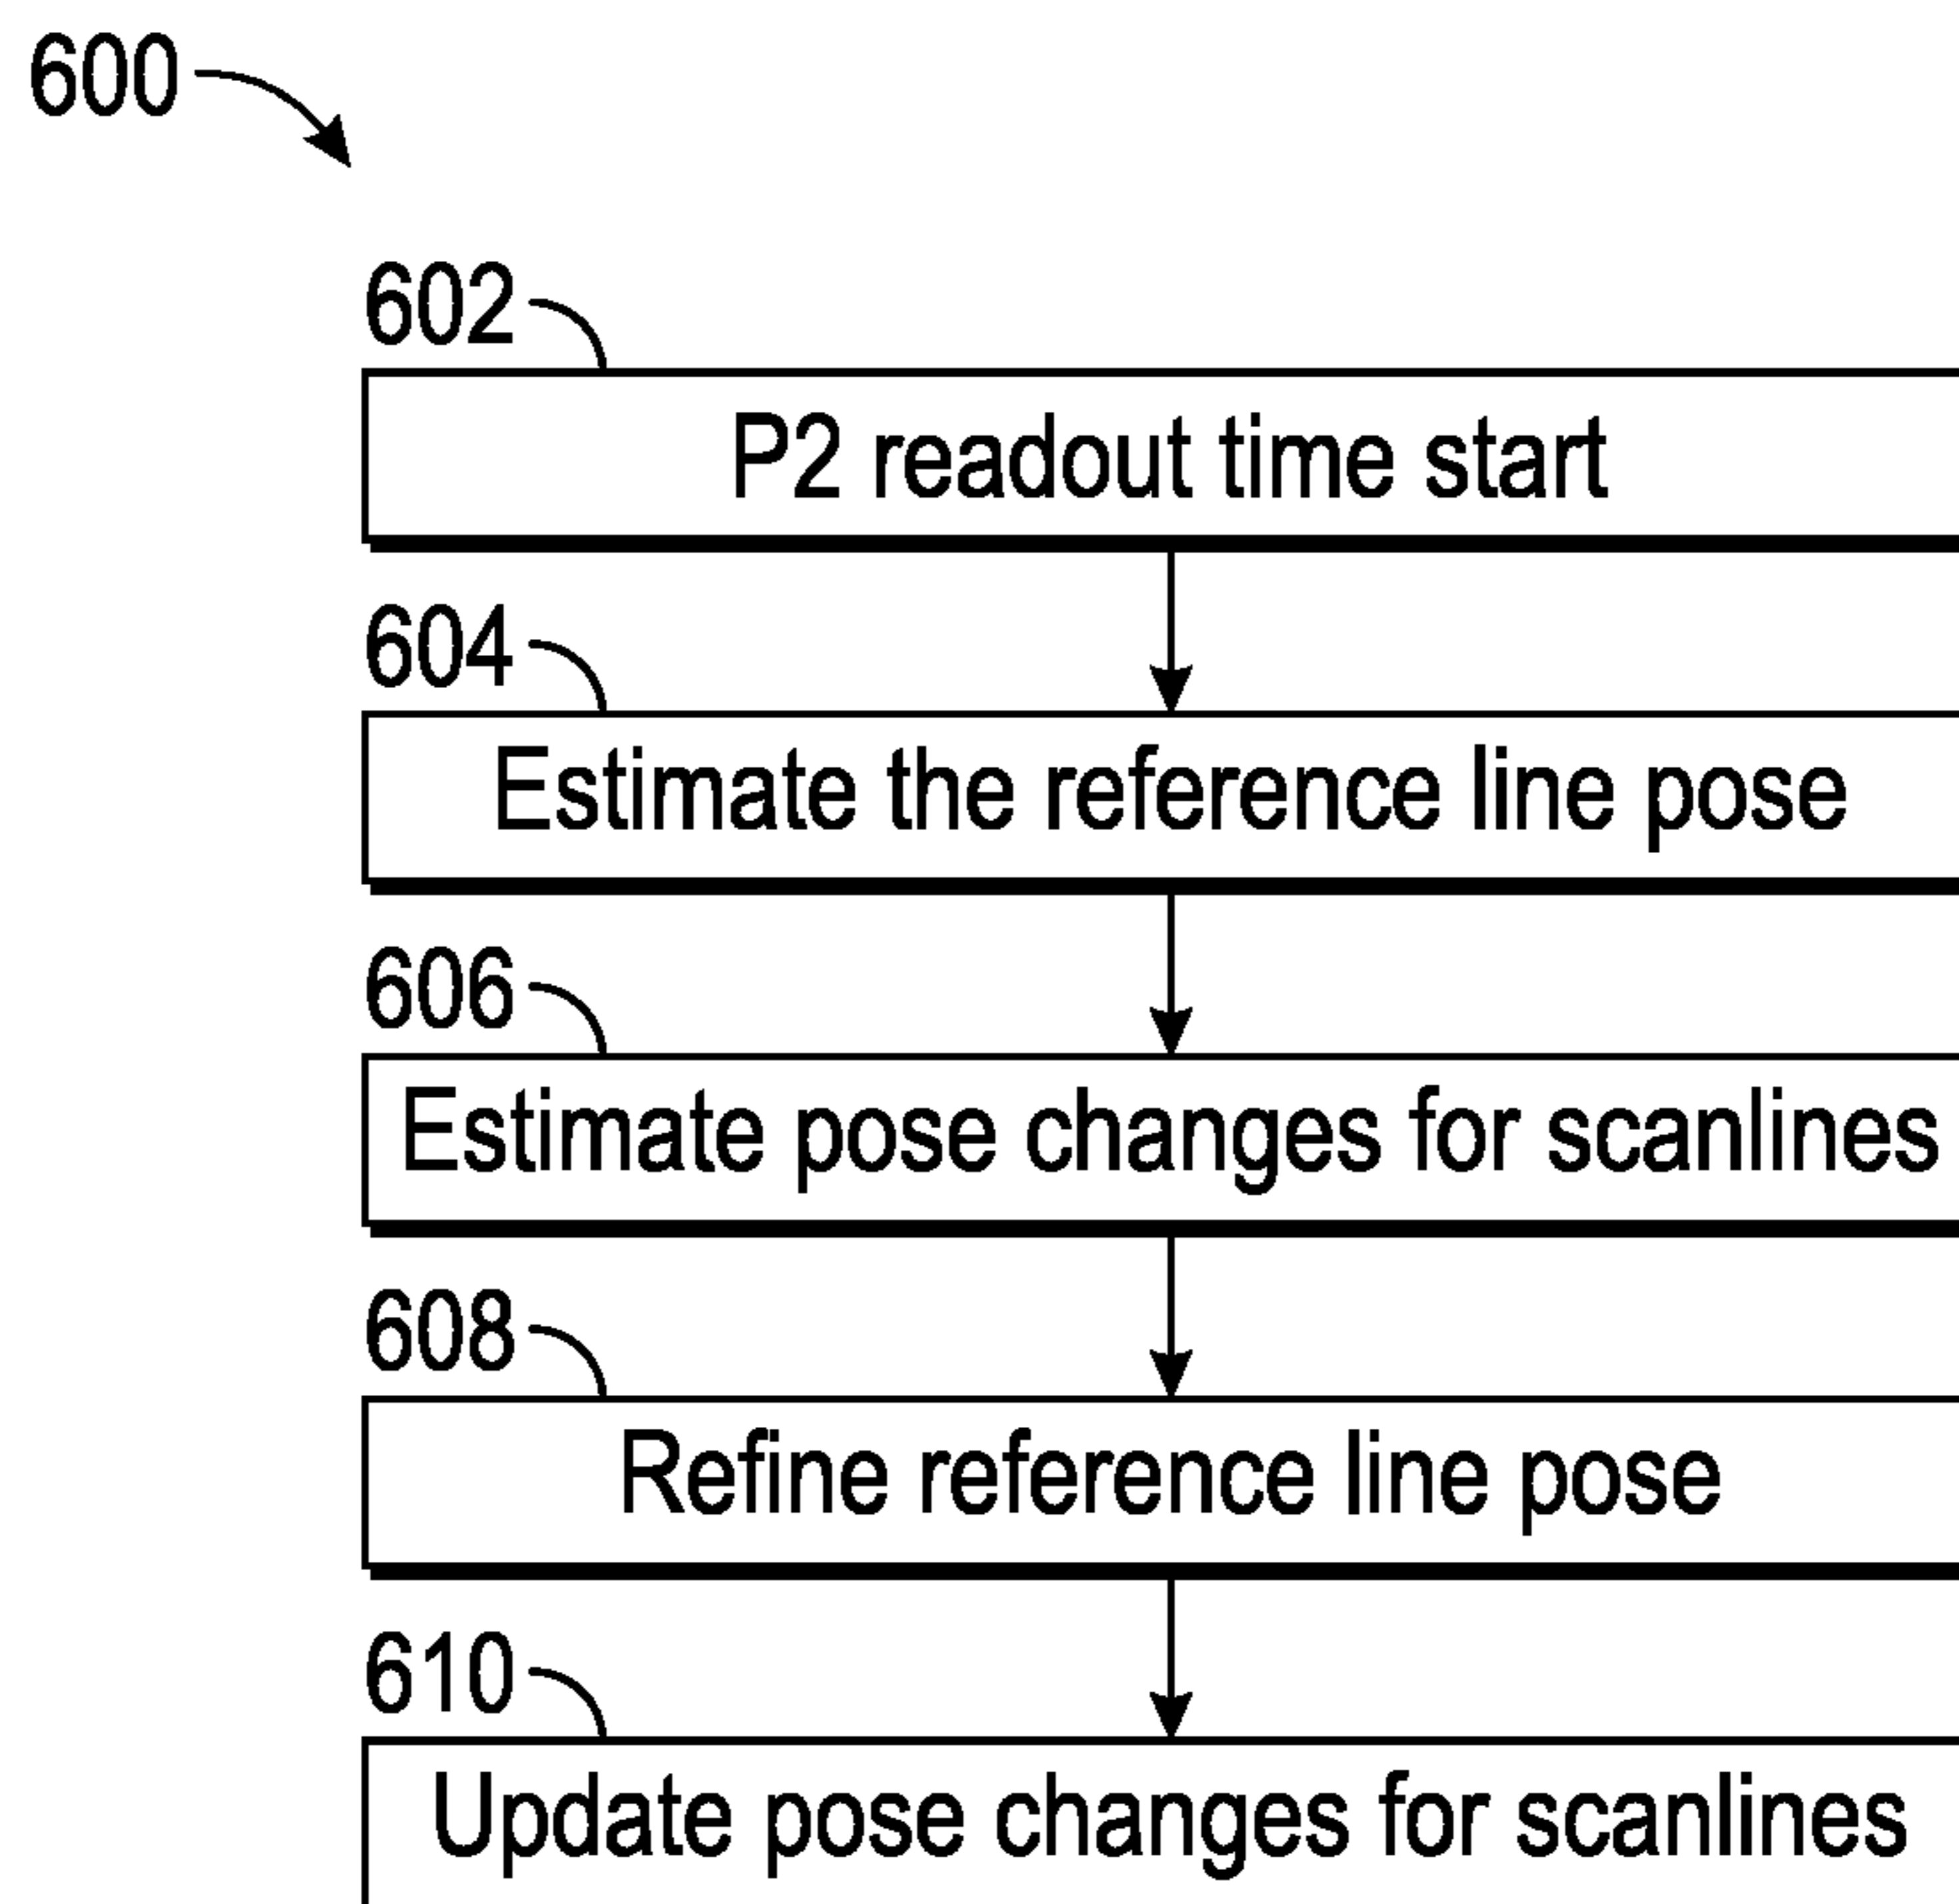 600
602
P2 readout time start
604
Estimate the reference line pose
606
Estimate pose changes for scanlines
608
Refine reference line pose
610
Update pose changes for scanlines